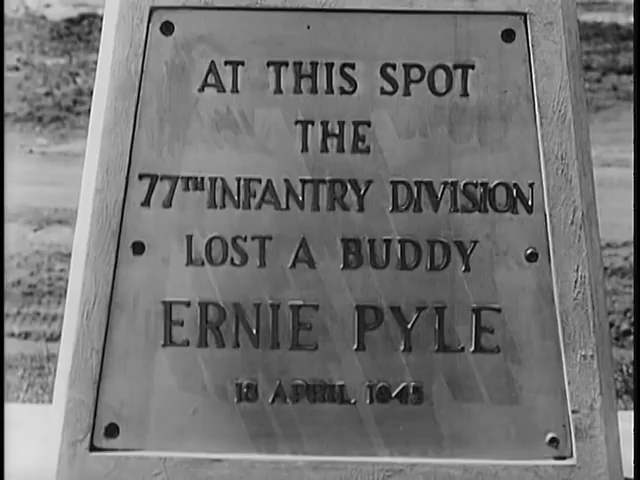 AT THIS SPOT
THE
77TH INFANTRY DIVISION
LOST A BUDDY
ERNIE PYLE
18 APRIL 1945